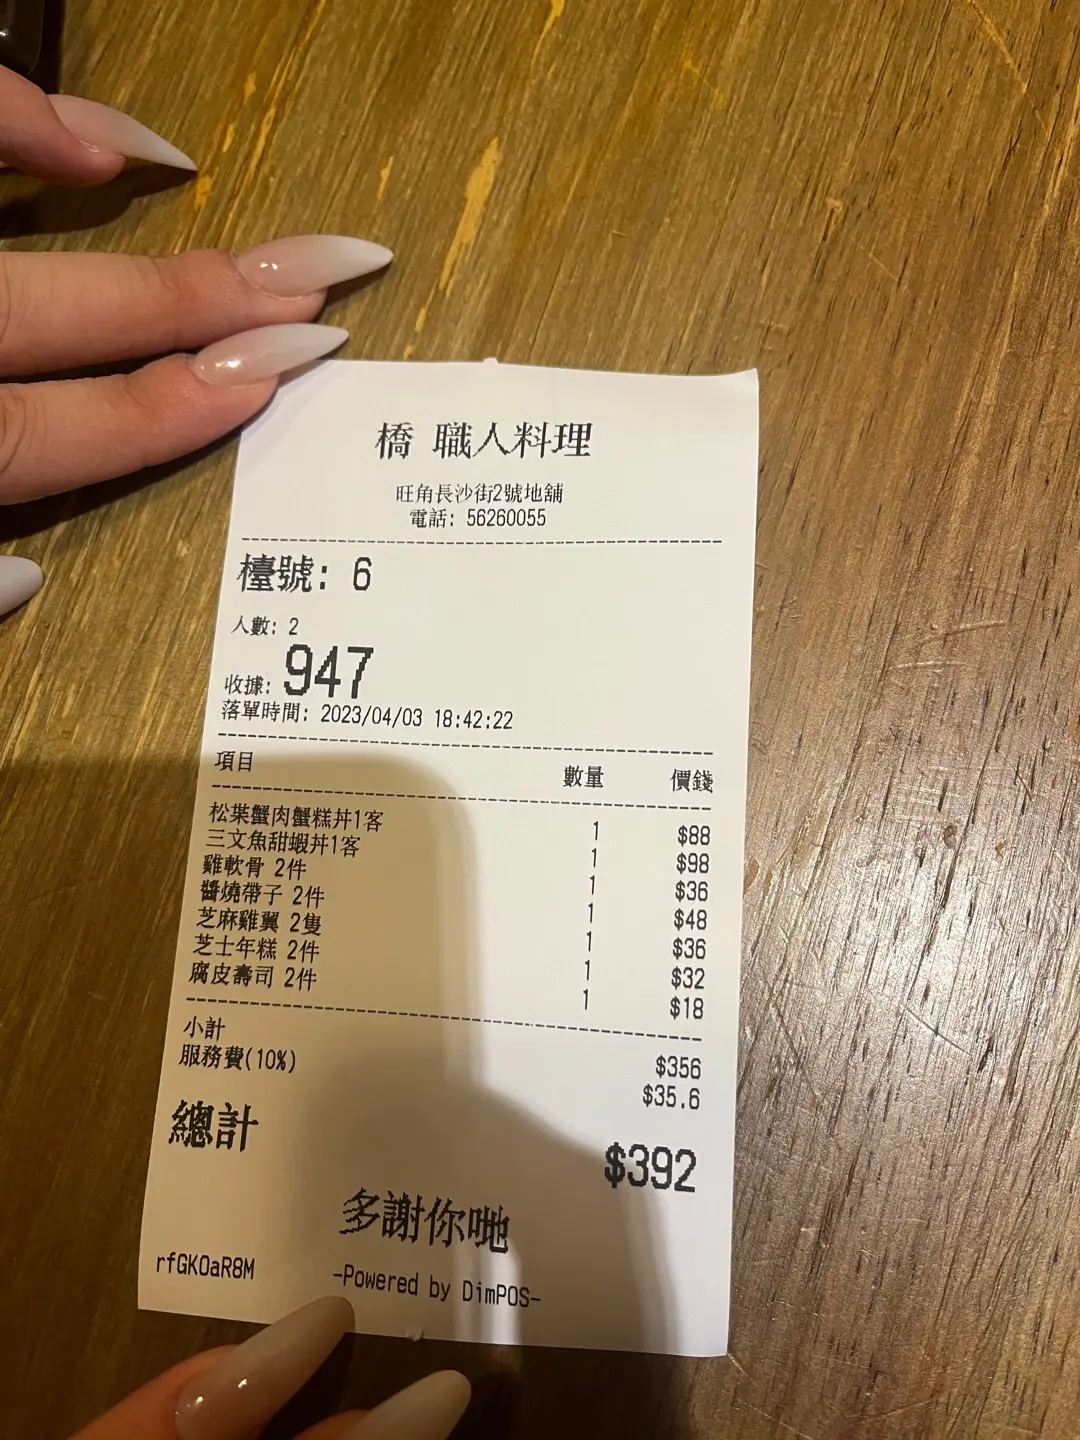 橋 職人料理
旺角長沙街2號地舖
電話: 56260055
檯號: 6
人數: 2
收據: 947
落單時間: 2023/04/03 18:42:22
項目 數量 價錢
松葉蟹肉蟹糕丼1客 1 $88
三文魚甜蝦丼1客 1 $98
雞軟骨 2件 1 $36
醬燒帶子 2件 1 $48
芝麻雞翼 2隻 1 $36
芝士年糕 2件 1 $32
腐皮壽司 2件 1 $18
小計 $356
服務費(10%) $35.6
總計 $392
多謝你哋
rfGKOaR8M
-Powered by DimPOS-